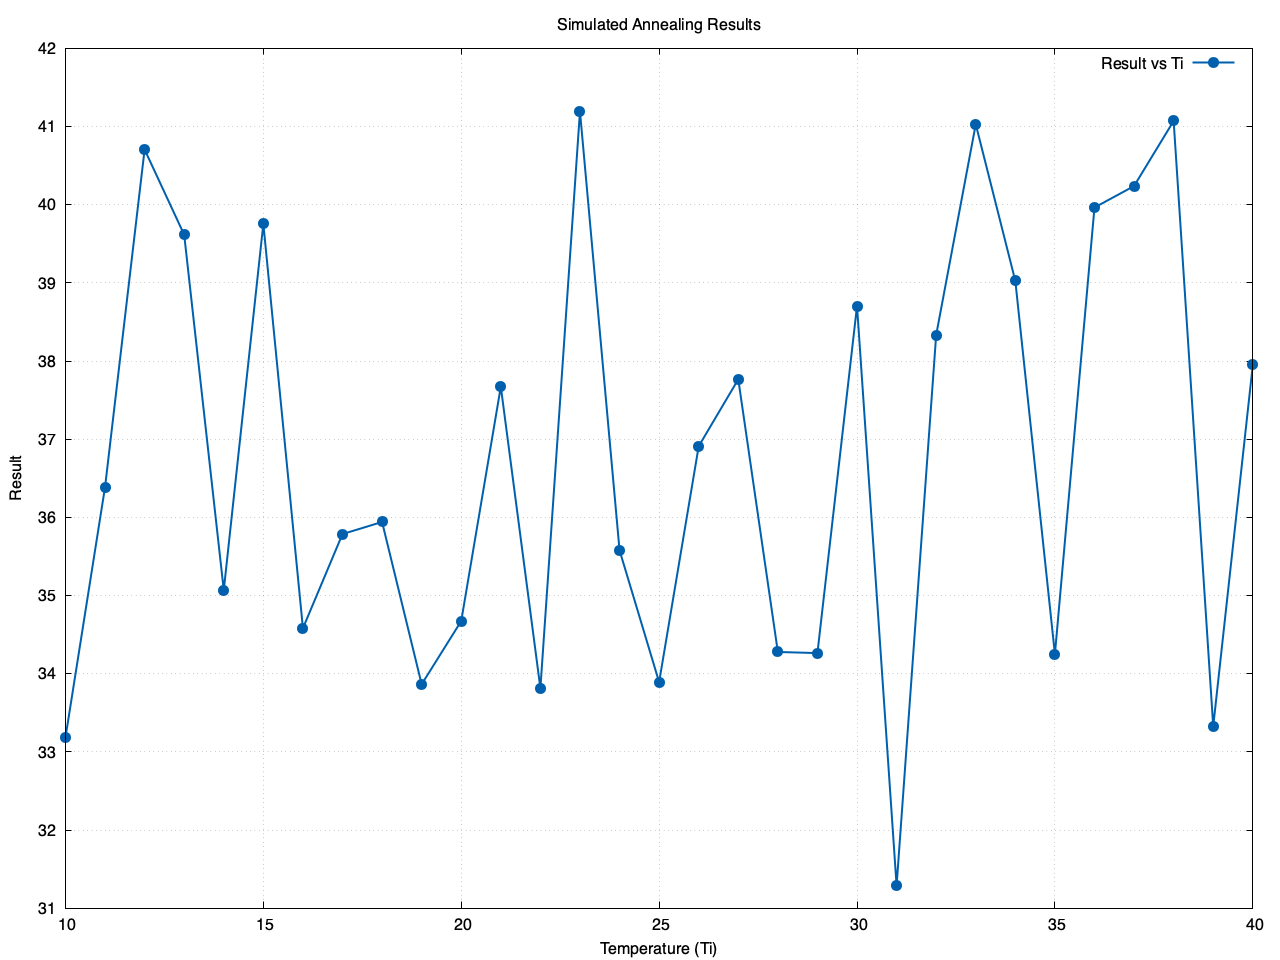 Simulated Annealing Results
42
41
40
39
38
37
36
35
34
33
32
31
Result
Result vs Ti
10 15 20 25 30 35 40
Temperature (Ti)